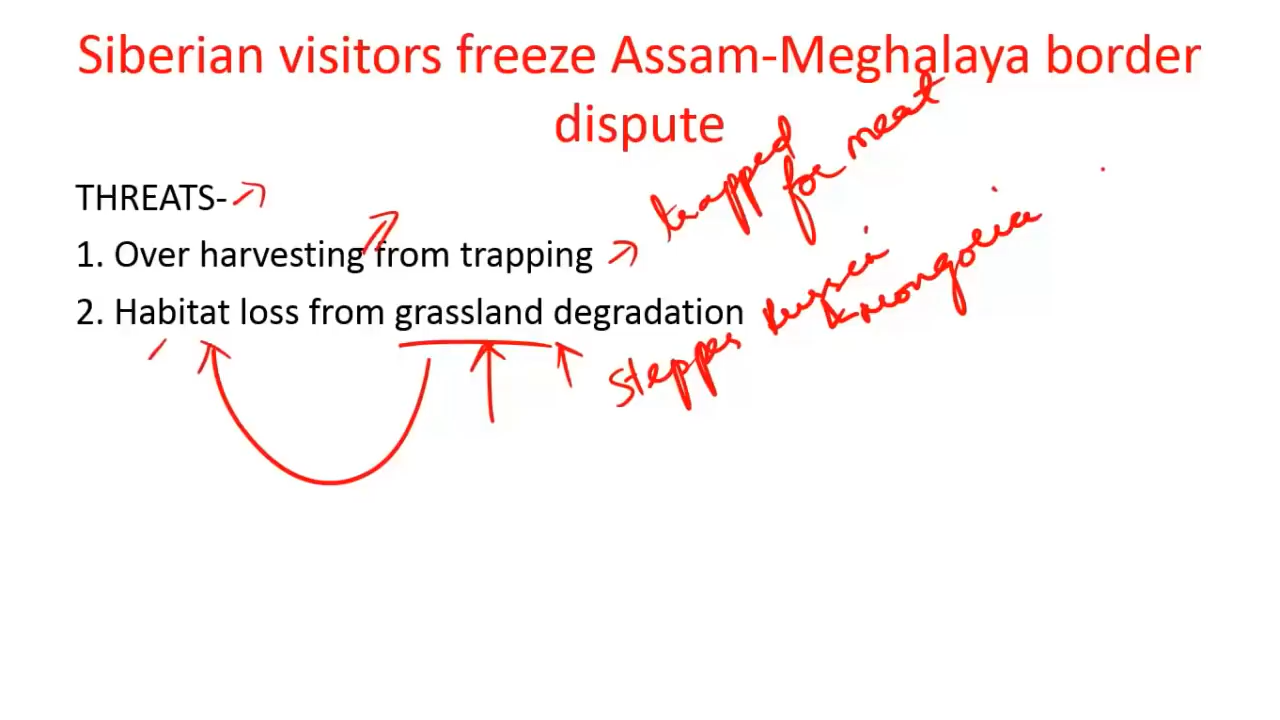 Siberian visitors freeze Assam-Meghalaya border
dispute
THREATS-
1. Over harvesting from trapping
trapped
for meat
2. Habitat loss from grassland degradation
steppes russia
& mongolia